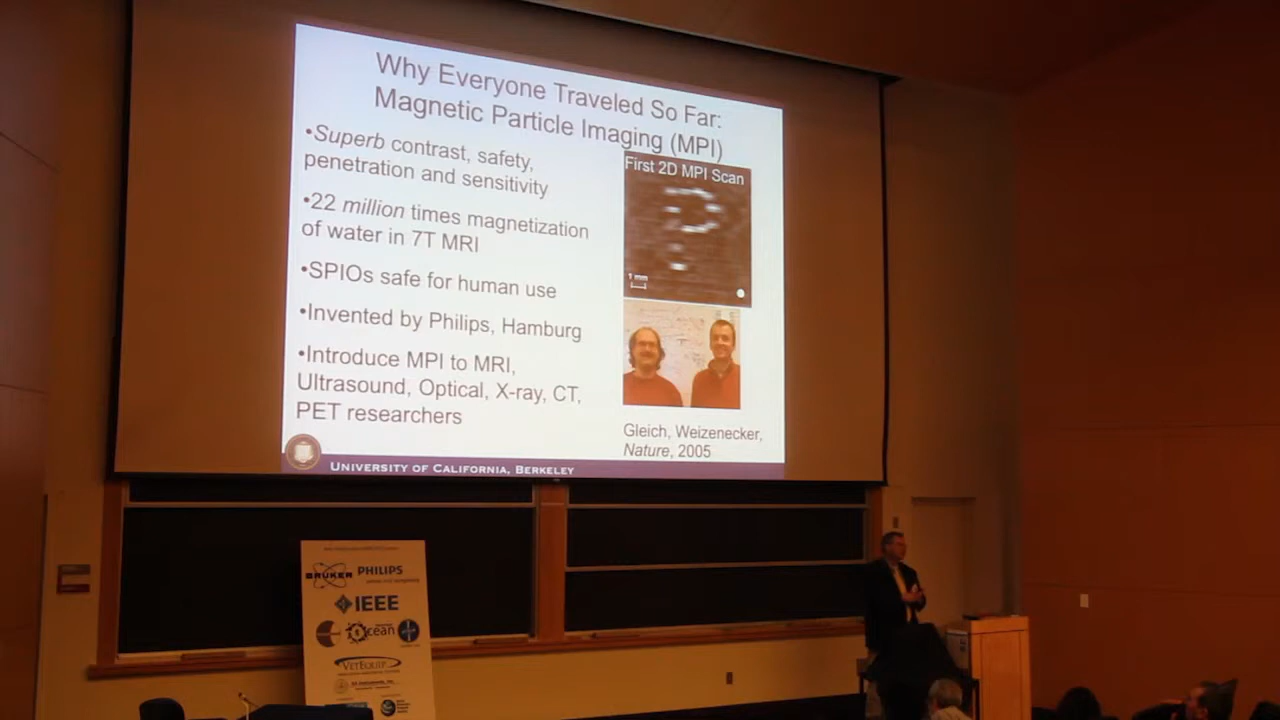 Why Everyone Traveled So Far:
Magnetic Particle Imaging (MPI)
•Superb contrast, safety,
penetration and sensitivity
•22 million times magnetization
of water in 7T MRI
•SPIOs safe for human use
•Invented by Philips, Hamburg
•Introduce MPI to MRI,
Ultrasound, Optical, X-ray, CT,
PET researchers
First 2D MPI Scan
1 mm
Gleich, Weizenecker,
Nature, 2005
UNIVERSITY OF CALIFORNIA, BERKELEY
BRUKER
PHILIPS
IEEE
VETEQUIP